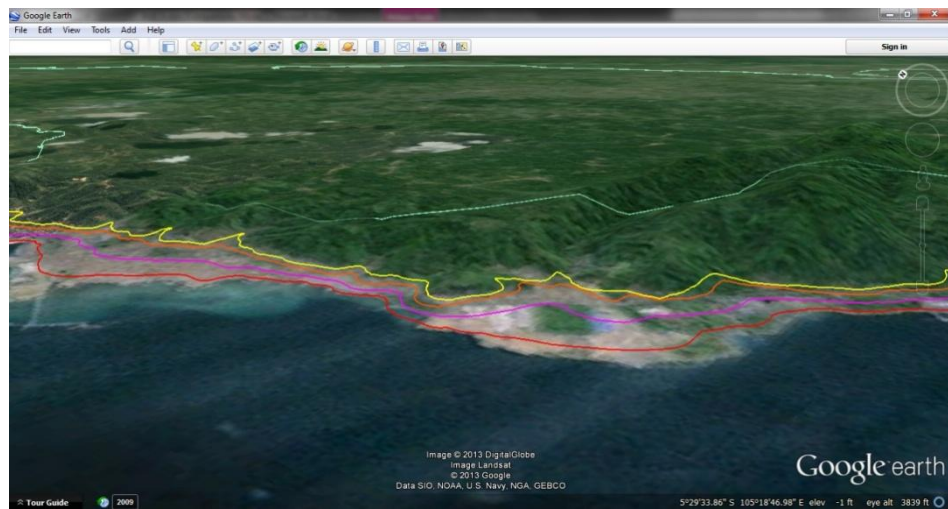 Google Earth
File Edit View Tools Add Help
Sign in
Image © 2013 DigitalGlobe
Image Landsat
© 2013 Google
Data SIO, NOAA, U.S. Navy, NGA, GEBCO
Google earth
Tour Guide
2009
5°29'33.86" S 105°18'46.98" E elev -1 ft eye alt 3839 ft